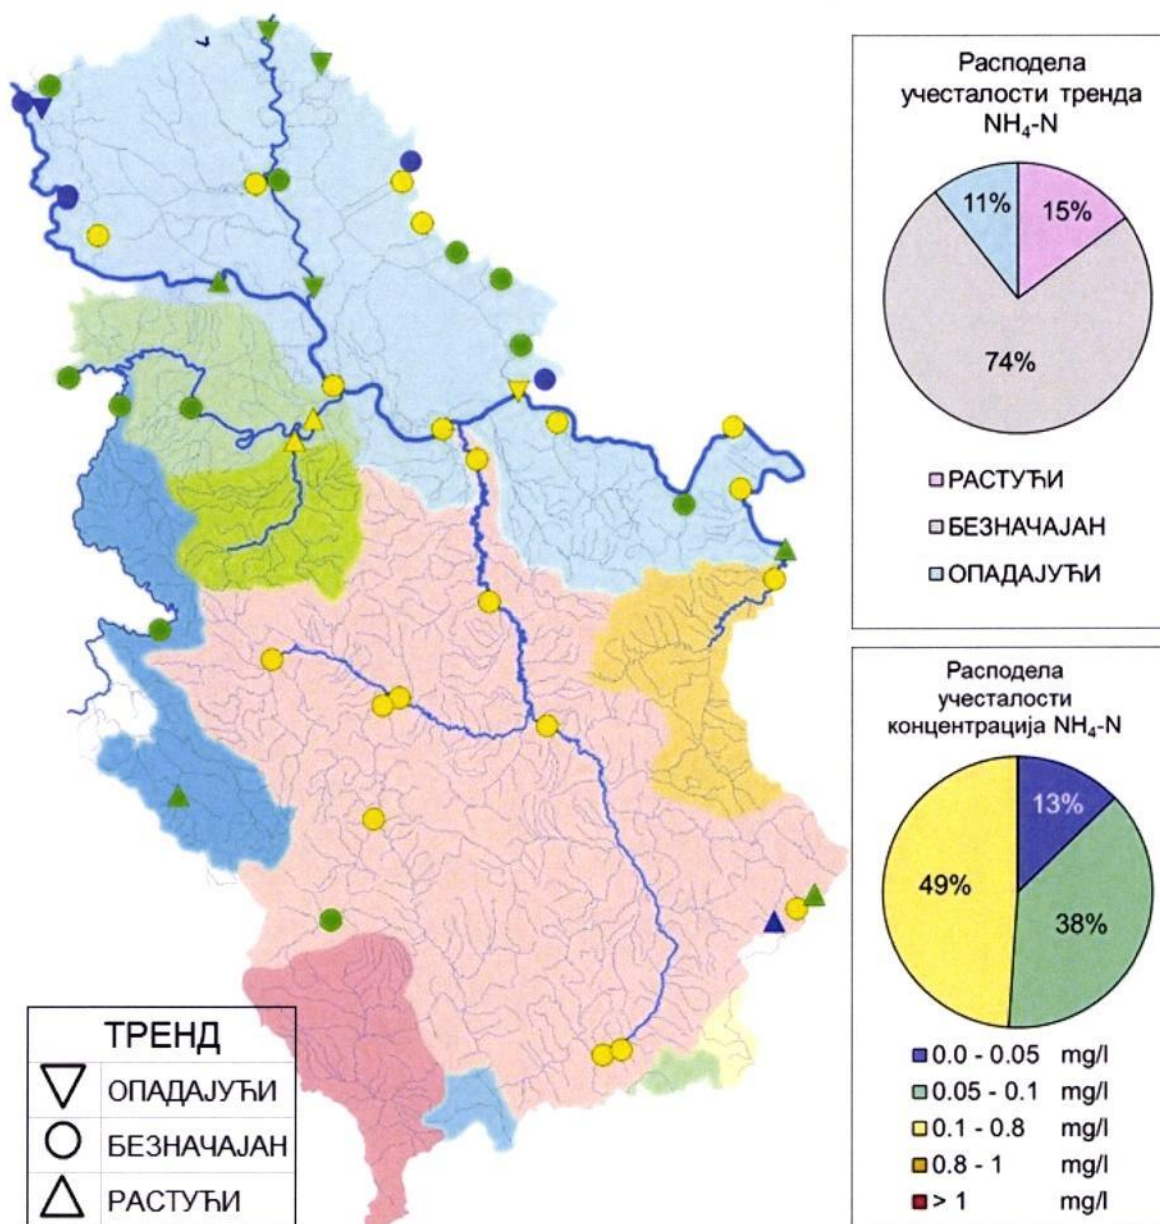 Расподела
учесталости тренда
NH₄-N
11%
15%
74%
РАСТУЋИ
БЕЗНАЧАЈАН
ОПАДАЈУЋИ
Расподела
учесталости
концентрација NH₄-N
13%
49%
38%
0.0 - 0.05 mg/l
0.05 - 0.1 mg/l
0.1 - 0.8 mg/l
0.8 - 1 mg/l
> 1 mg/l
ТРЕНД
ОПАДАЈУЋИ
БЕЗНАЧАЈАН
РАСТУЋИ